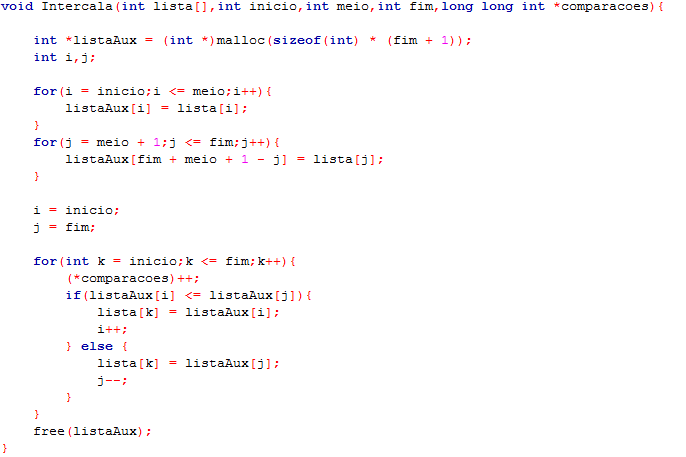 void Intercala(int lista[],int inicio,int meio,int fim,long long int *comparacoes){
int *listaAux = (int *)malloc(sizeof(int) * (fim + 1));
int i,j;
for(i = inicio;i <= meio;i++){
listaAux[i] = lista[i];
}
for(j = meio + 1;j <= fim;j++){
listaAux[fim + meio + 1 - j] = lista[j];
}
i = inicio;
j = fim;
for(int k = inicio;k <= fim;k++){
(*comparacoes)++;
if(listaAux[i] <= listaAux[j]){
lista[k] = listaAux[i];
i++;
} else {
lista[k] = listaAux[j];
j--;
}
}
free(listaAux);
}